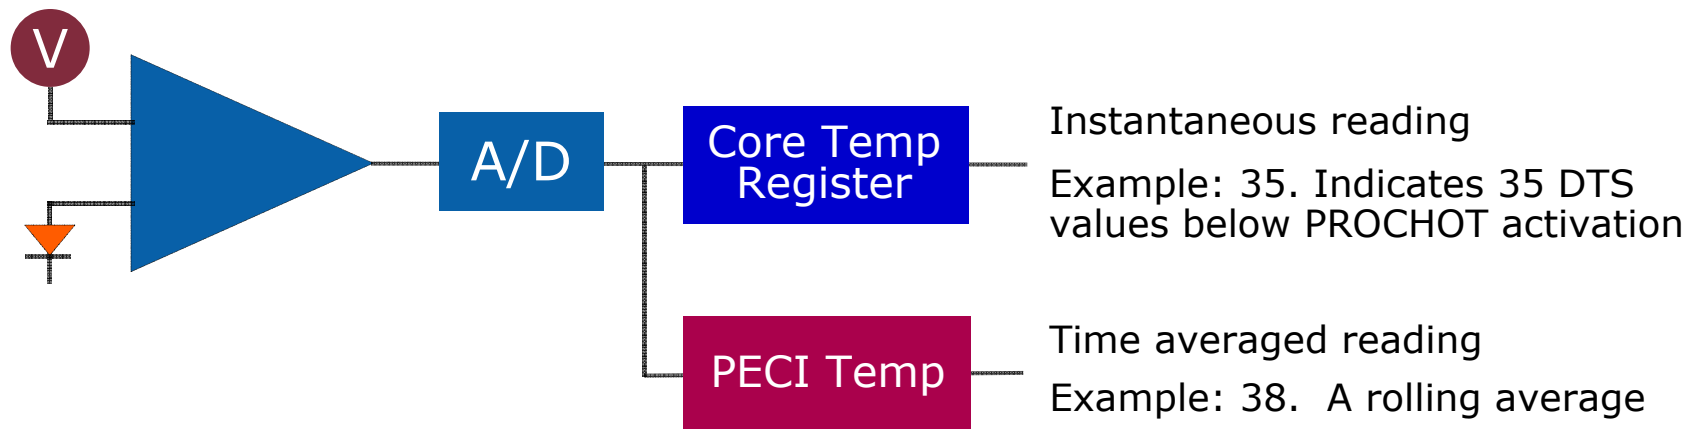 V
A/D
Core Temp
Register
Instantaneous reading
Example: 35. Indicates 35 DTS
values below PROCHOT activation
PECI Temp
Time averaged reading
Example: 38.  A rolling average